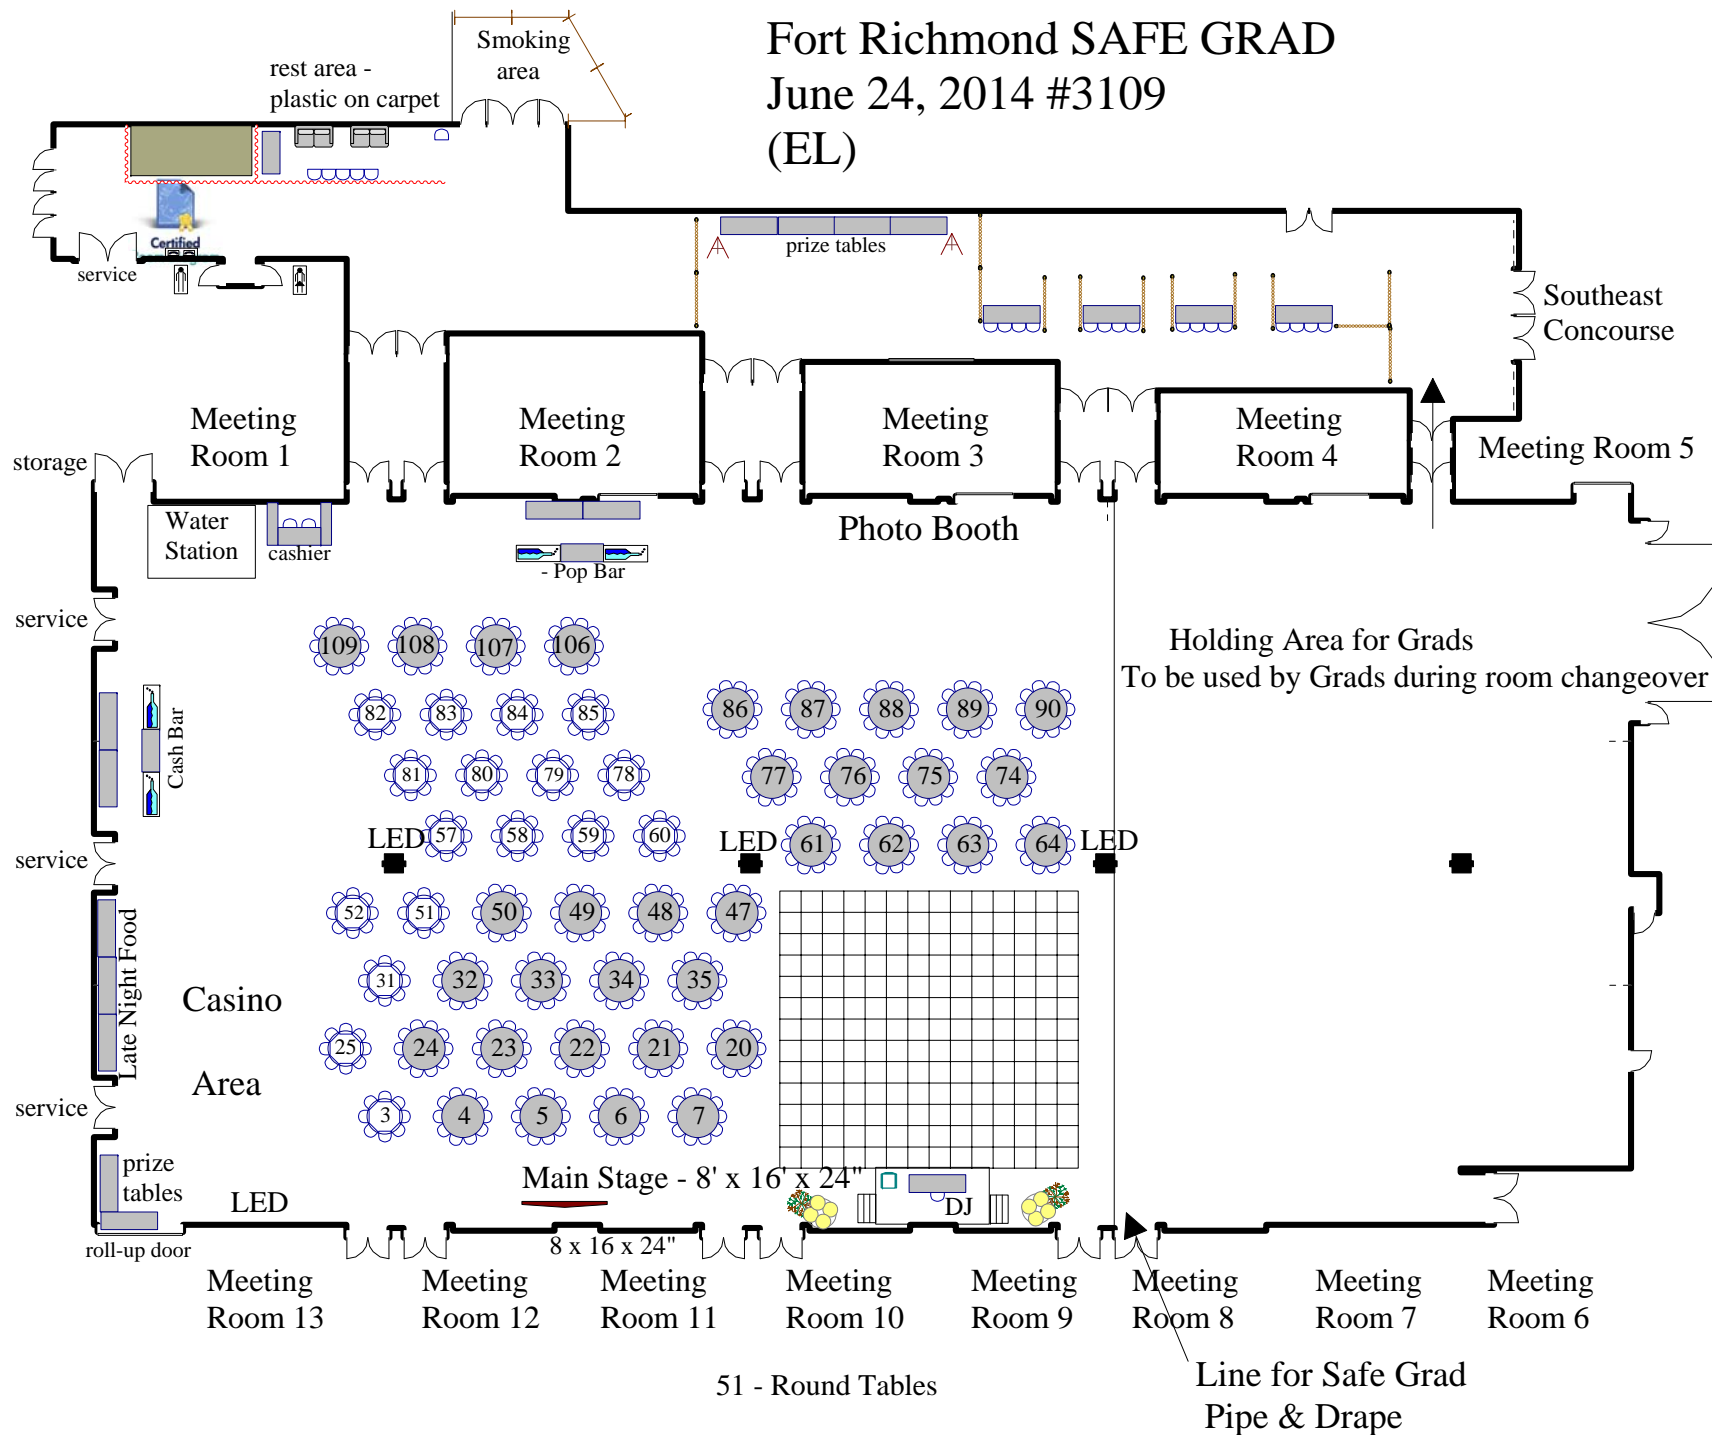 Fort Richmond SAFE GRAD
June 24, 2014 #3109
(EL)
Smoking
area
rest area -
plastic on carpet
Certified
service
prize tables
Southeast
Concourse
Meeting
Room 1
Meeting
Room 2
Meeting
Room 3
Meeting
Room 4
Meeting Room 5
storage
Water
Station
cashier
- Pop Bar
Photo Booth
service
Holding Area for Grads
To be used by Grads during room changeover
109 108 107 106
82 83 84 85
86 87 88 89 90
Cash Bar
81 80 79 78
77 76 75 74
LED
57 58 59 60
LED
61 62 63 64
LED
service
52 51 50 49 48 47
Late Night Food
31 32 33 34 35
Casino
Area
25 24 23 22 21 20
service
3 4 5 6 7
prize
tables
LED
Main Stage - 8' x 16' x 24"
DJ
roll-up door
8 x 16 x 24"
Meeting
Room 13
Meeting
Room 12
Meeting
Room 11
Meeting
Room 10
Meeting
Room 9
Meeting
Room 8
Meeting
Room 7
Meeting
Room 6
51 - Round Tables
Line for Safe Grad
Pipe & Drape